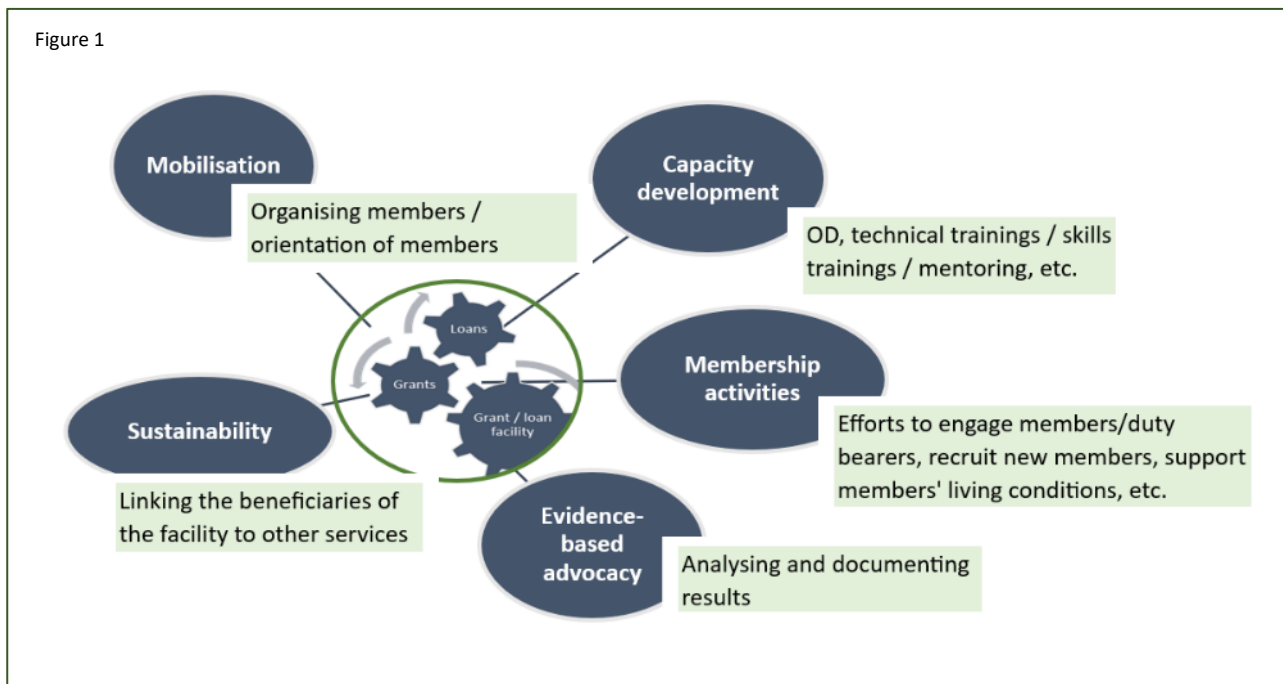 Figure 1
Mobilisation
Organising members /
orientation of members
Capacity
development
OD, technical trainings / skills
trainings / mentoring, etc.
Loans
Grants
Grant / loan
facility
Membership
activities
Efforts to engage members/duty
bearers, recruit new members, support
members' living conditions, etc.
Sustainability
Linking the beneficiaries of
the facility to other services
Evidence-
based
advocacy
Analysing and documenting
results